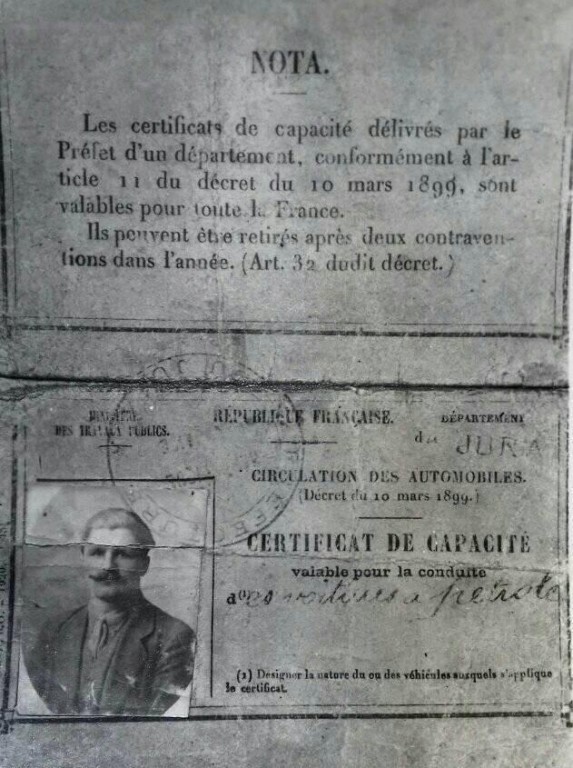 NOTA.
Les certificats de capacité délivrés par le
Préfet d'un département, conformément à l'ar-
ticle 11 du décret du 10 mars 1899, sont
valables pour toute la France.
Ils peuvent être retirés après deux contraven-
tions dans l'année. (Art. 32 dudit décret.)
MINISTÈRE
DES TRAVAUX PUBLICS.
RÉPUBLIQUE FRANÇAISE.
DÉPARTEMENT
du JURA
CIRCULATION DES AUTOMOBILES.
(Décret du 10 mars 1899.)
CERTIFICAT DE CAPACITÉ
valable pour la conduite
voitures à pétrole
(1) Désigner la nature du ou des véhicules auxquels s'applique
le certificat.